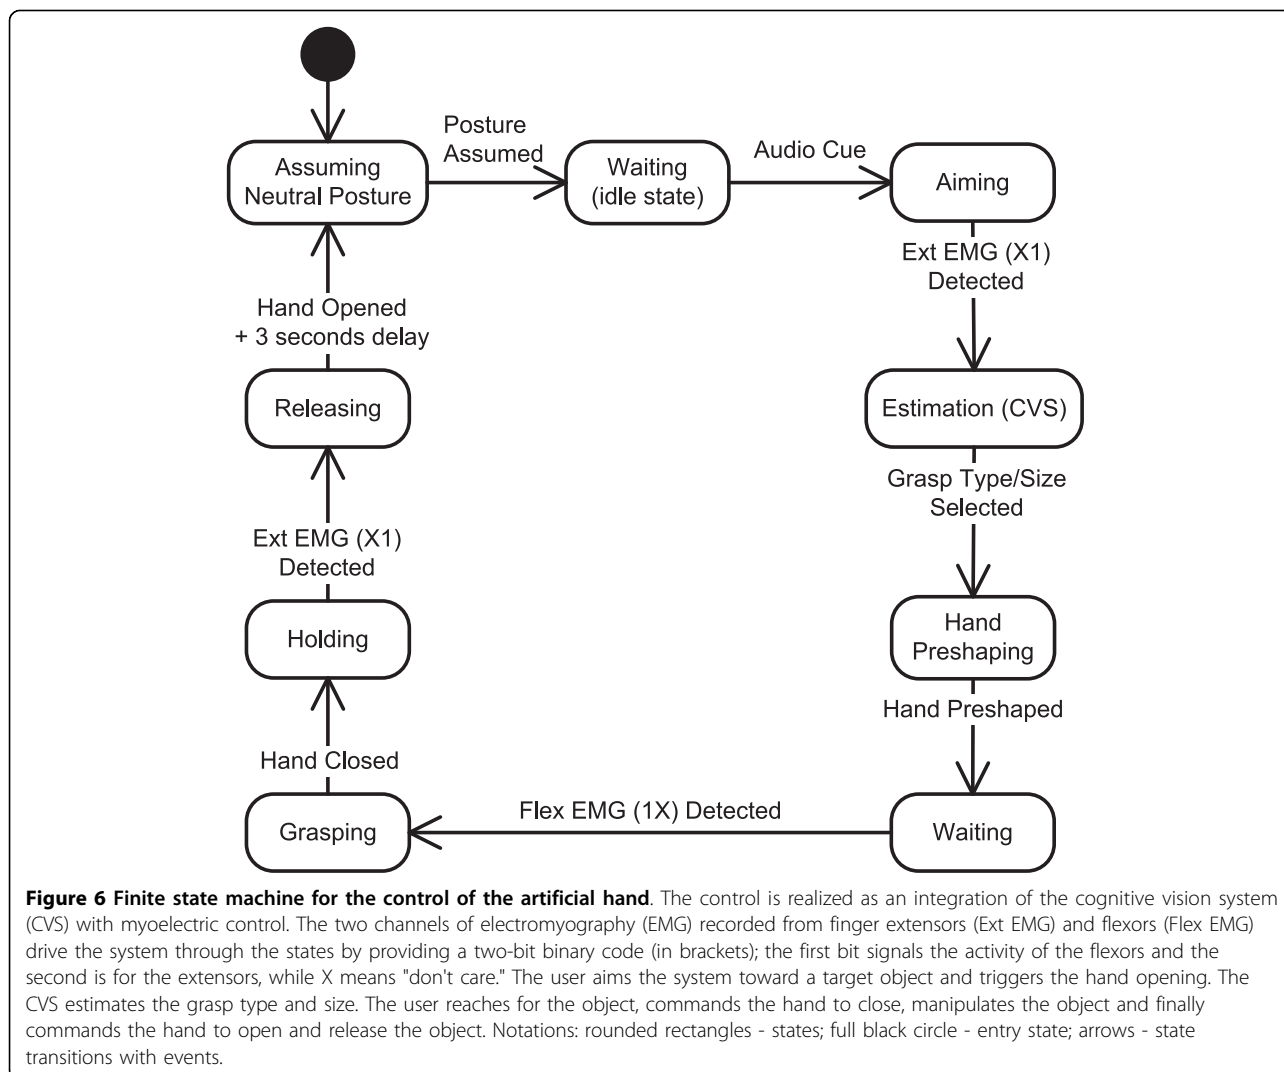 Assuming
Neutral Posture
Posture
Assumed
Waiting
(idle state)
Audio Cue
Aiming
Ext EMG (X1)
Detected
Estimation (CVS)
Grasp Type/Size
Selected
Hand
Preshaping
Hand Preshaped
Waiting
Flex EMG (1X) Detected
Grasping
Hand Closed
Holding
Ext EMG (X1)
Detected
Releasing
Hand Opened
+ 3 seconds delay
Figure 6 Finite state machine for the control of the artificial hand. The control is realized as an integration of the cognitive vision system
(CVS) with myoelectric control. The two channels of electromyography (EMG) recorded from finger extensors (Ext EMG) and flexors (Flex EMG)
drive the system through the states by providing a two-bit binary code (in brackets); the first bit signals the activity of the flexors and the
second is for the extensors, while X means "don't care." The user aims the system toward a target object and triggers the hand opening. The
CVS estimates the grasp type and size. The user reaches for the object, commands the hand to close, manipulates the object and finally
commands the hand to open and release the object. Notations: rounded rectangles - states; full black circle - entry state; arrows - state
transitions with events.